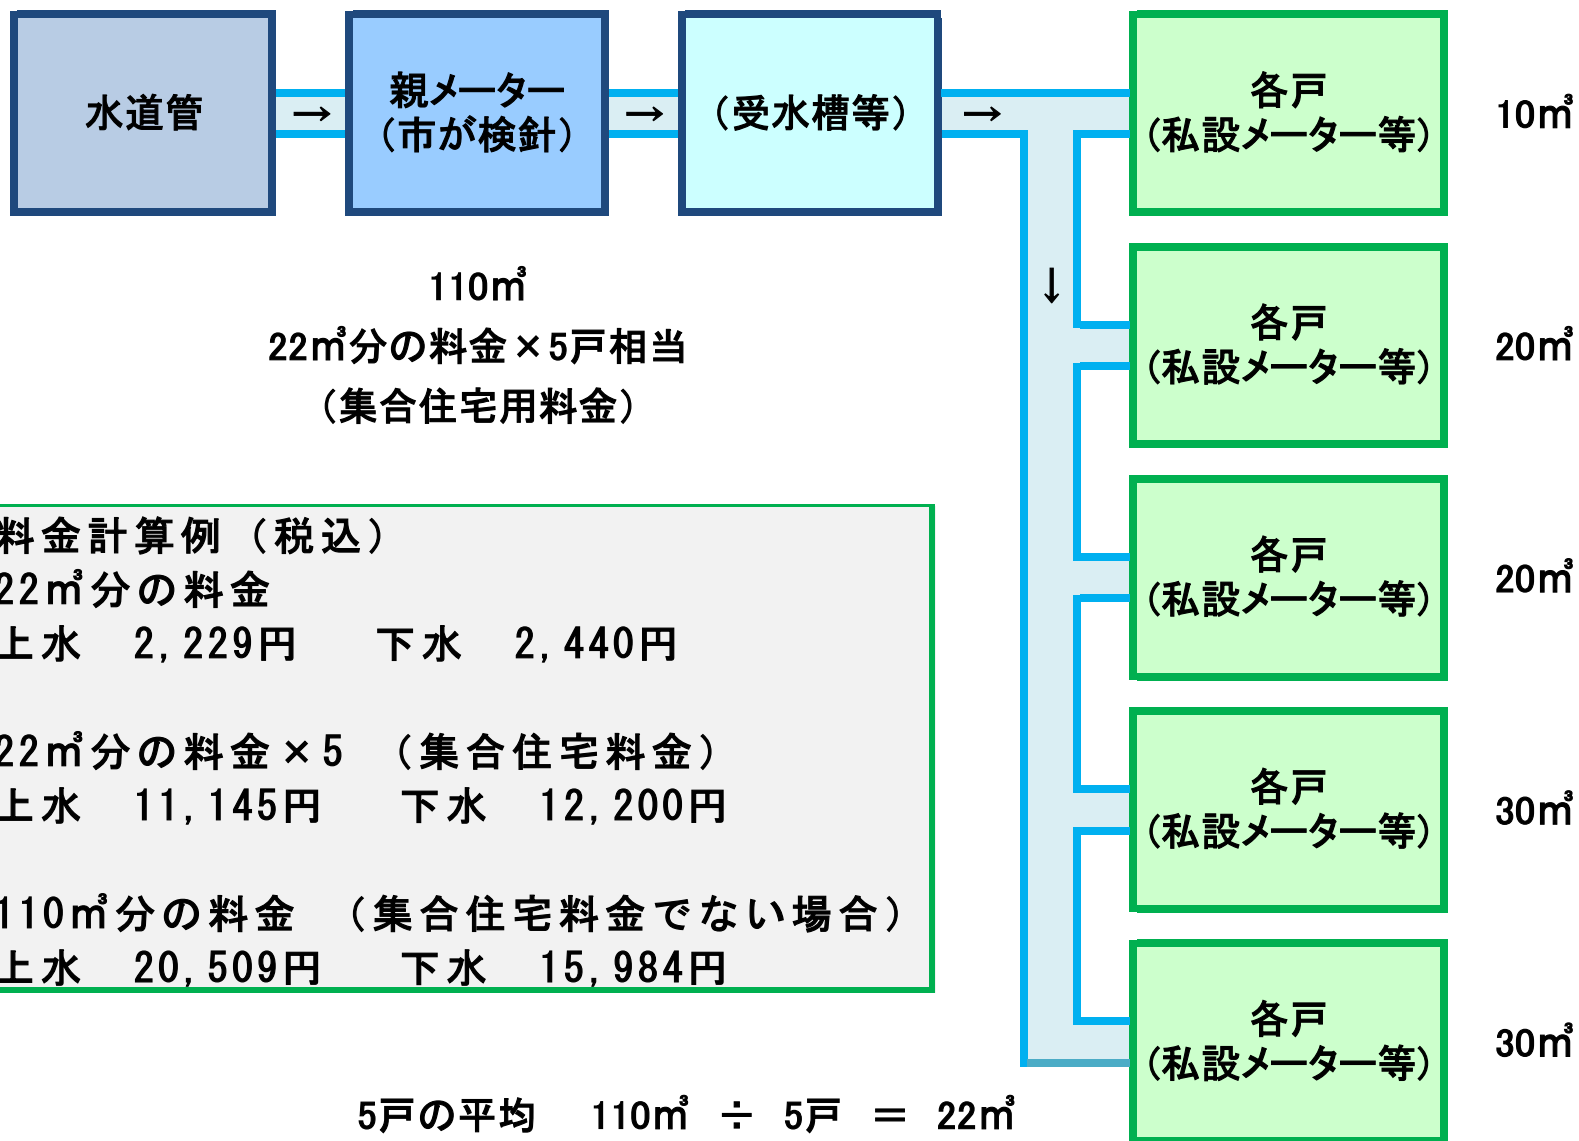 水道管
→
親メーター
（市が検針）
→
（受水槽等）
→
各戸
（私設メーター等）
10㎥
↓
各戸
（私設メーター等）
20㎥
各戸
（私設メーター等）
20㎥
各戸
（私設メーター等）
30㎥
各戸
（私設メーター等）
30㎥
110㎥
22㎥分の料金×5戸相当
（集合住宅用料金）
料金計算例（税込）
22㎥分の料金
上水　2,229円　　下水　2,440円
22㎥分の料金×5　（集合住宅料金）
上水　11,145円　　下水　12,200円
110㎥分の料金　（集合住宅料金でない場合）
上水　20,509円　　下水　15,984円
5戸の平均　110㎥ ÷ 5戸 ＝ 22㎥